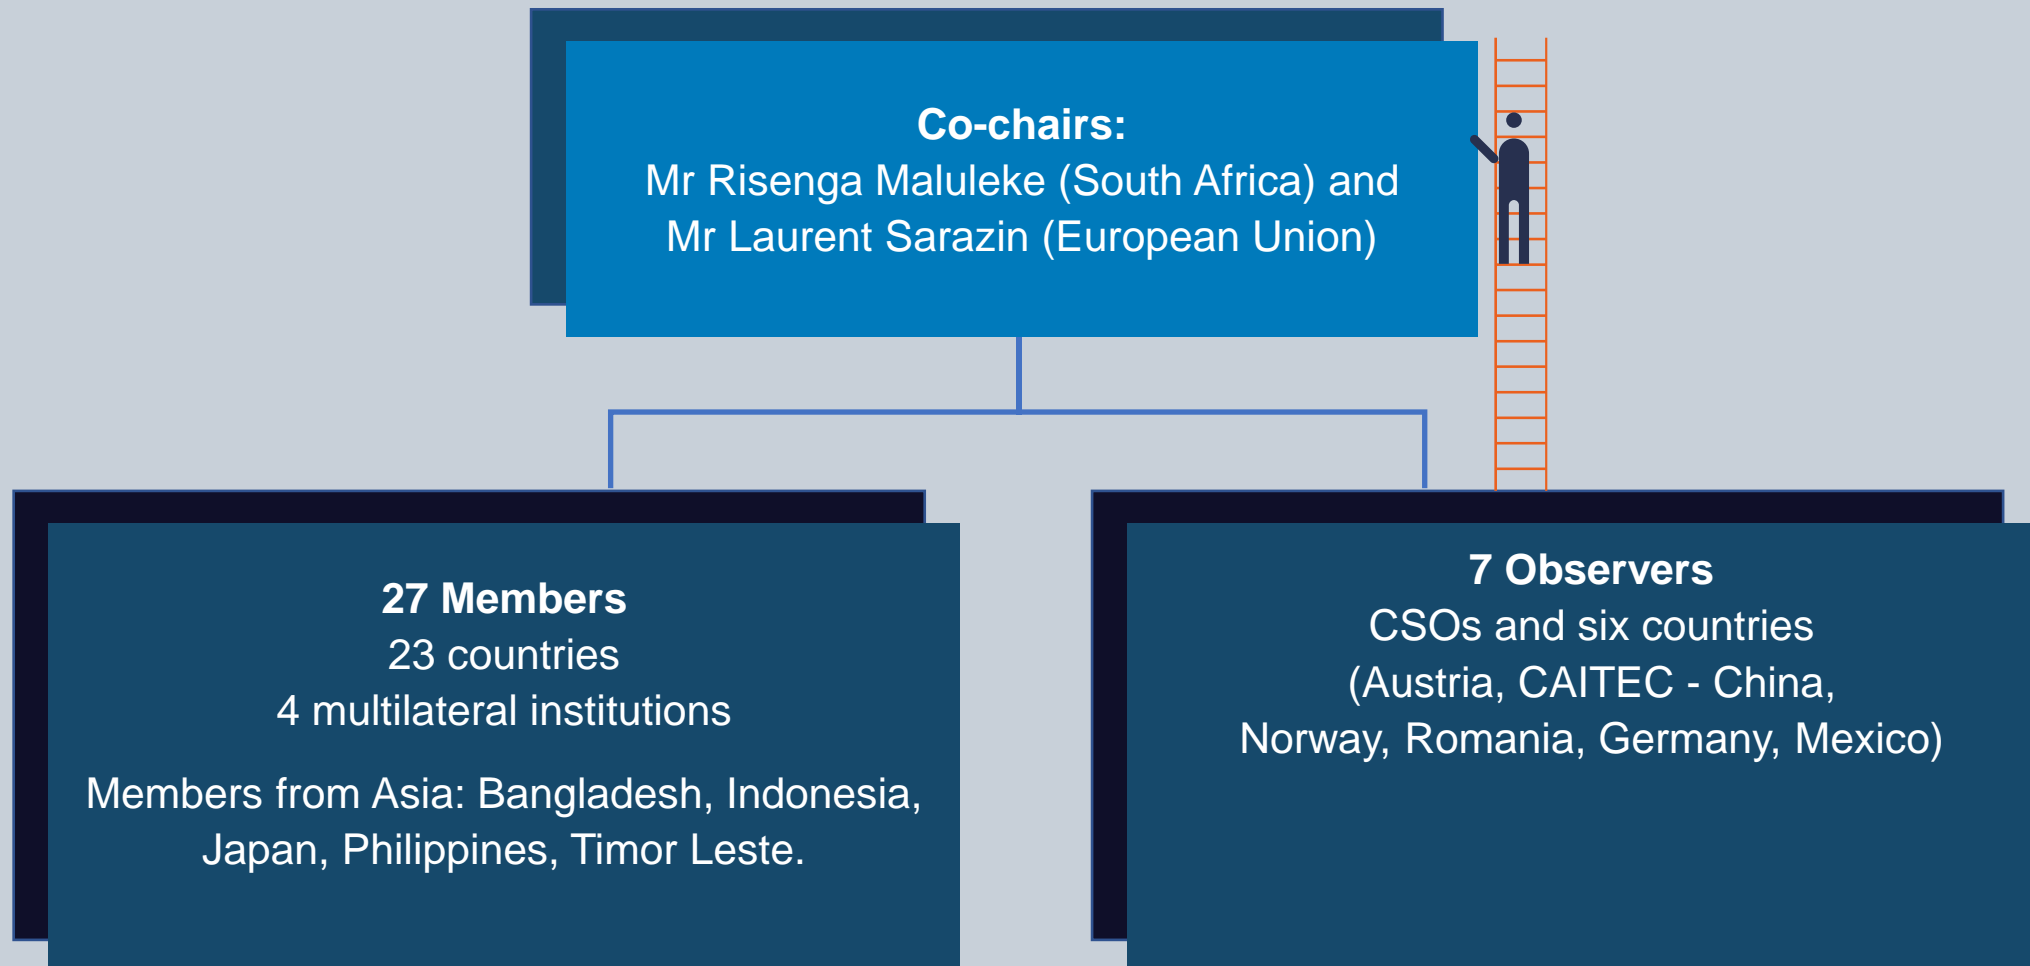 Co-chairs:
Mr Risenga Maluleke (South Africa) and
Mr Laurent Sarazin (European Union)
27 Members
23 countries
4 multilateral institutions
Members from Asia: Bangladesh, Indonesia,
Japan, Philippines, Timor Leste.
7 Observers
CSOs and six countries
(Austria, CAITEC - China,
Norway, Romania, Germany, Mexico)